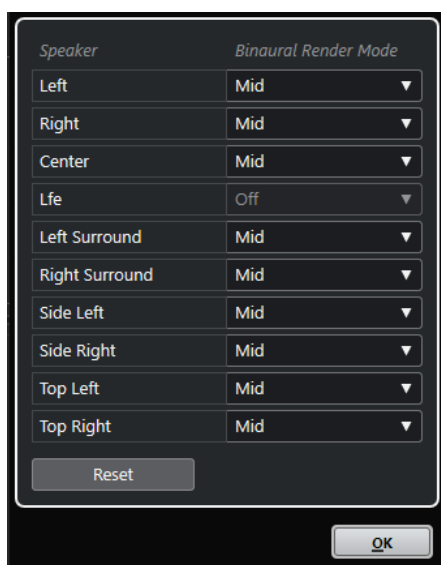 Speaker Binaural Render Mode
Left Mid
Right Mid
Center Mid
Lfe Off
Left Surround Mid
Right Surround Mid
Side Left Mid
Side Right Mid
Top Left Mid
Top Right Mid
Reset
OK